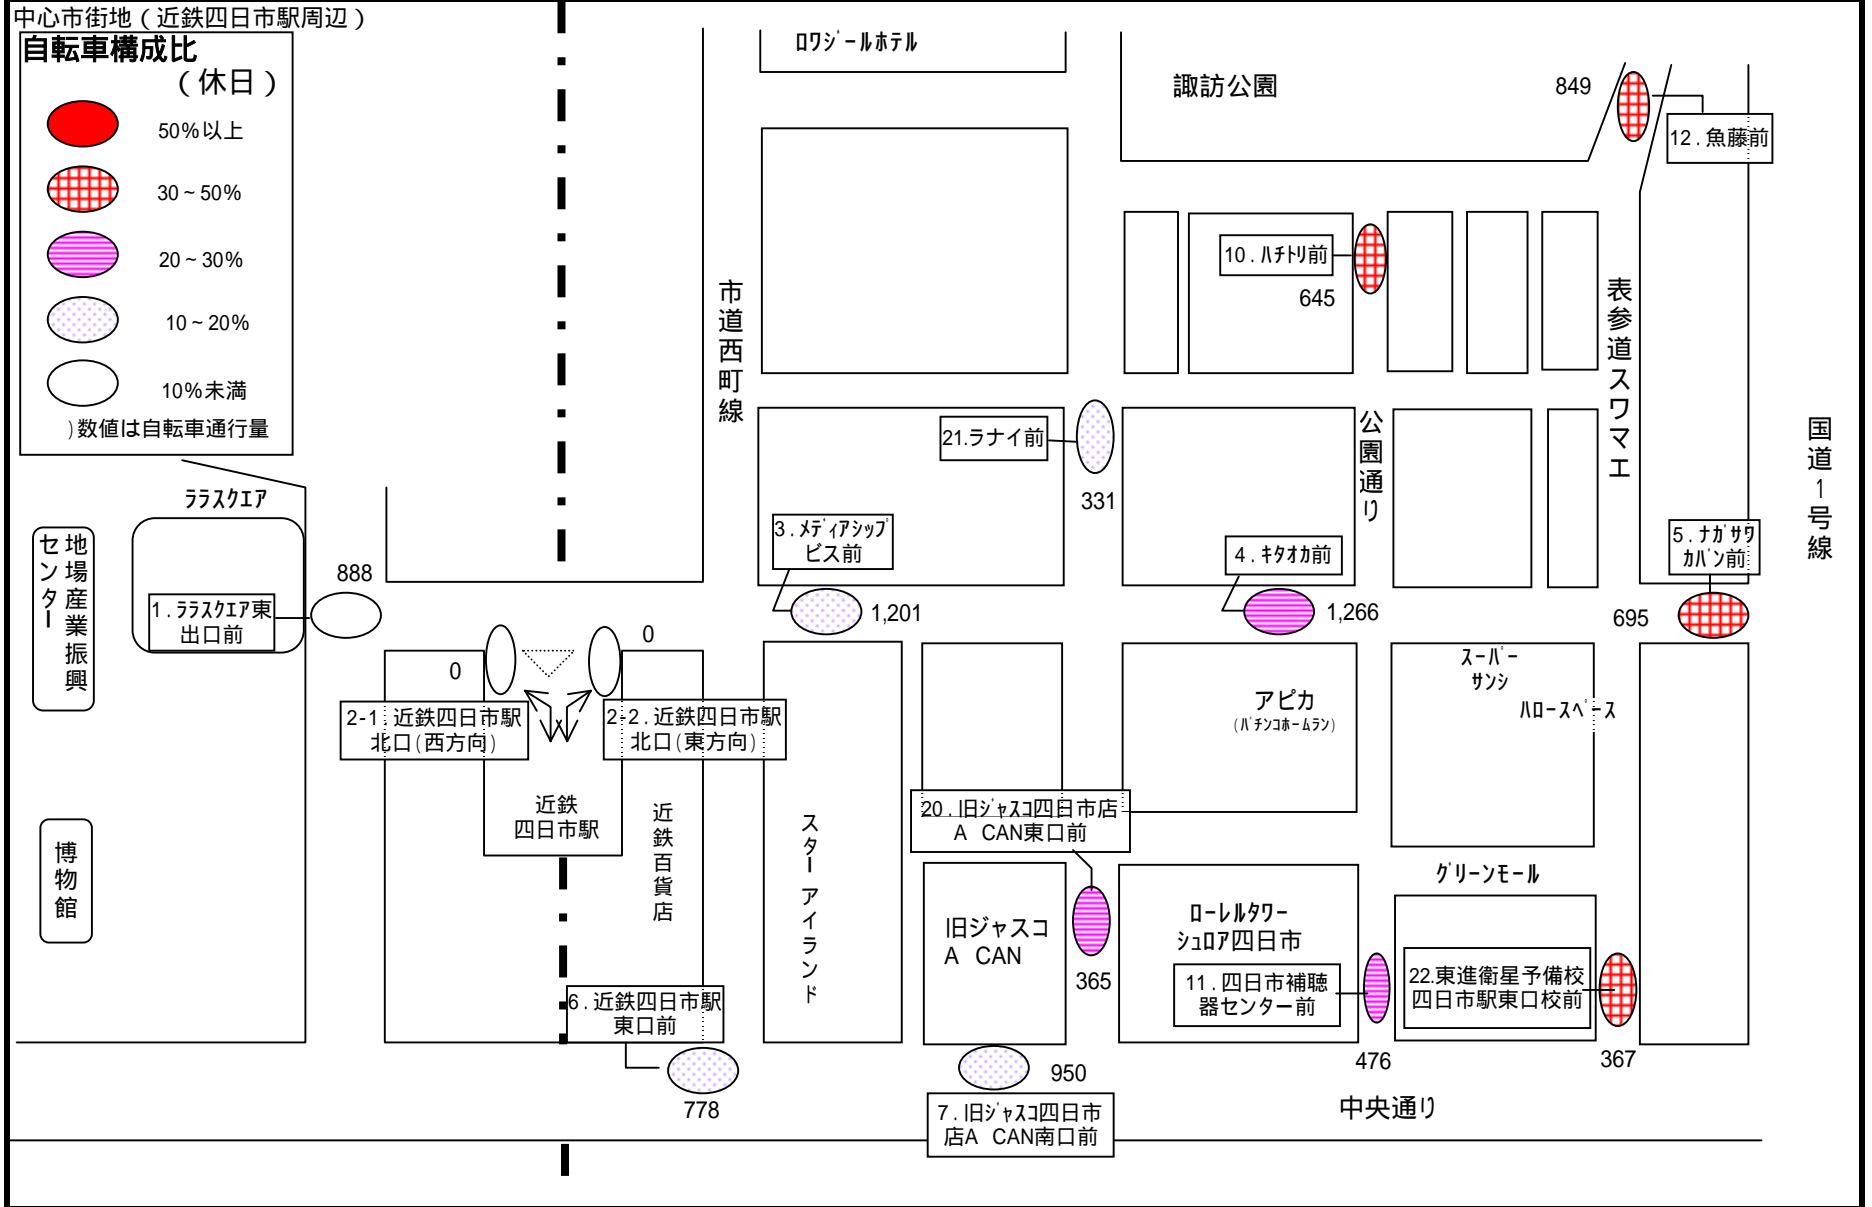 中心市街地（近鉄四日市駅周辺）
自転車構成比
（休日）
50%以上
30～50%
20～30%
10～20%
10%未満
）数値は自転車通行量
ﾛﾜｼﾞｰﾙﾎﾃﾙ
諏訪公園
849
12．魚藤前
10．ﾊﾁﾄﾘ前
645
市道西町線
表参道スワマエ
国道1号線
公園通り
21.ラナイ前
331
ﾗﾗｽｸｴｱ
地場産業振興
センター
888
1．ﾗﾗｽｸｴｱ東
出口前
3．ﾒﾃﾞｨｱｼｯﾌﾟ
ビス前
1,201
4．ｷﾀｵｶ前
1,266
5．ﾅｶﾞｻﾜ
ｶﾊﾞﾝ前
695
0
0
2-1．近鉄四日市駅
北口(西方向)
2-2．近鉄四日市駅
北口(東方向)
近鉄
四日市駅
近鉄百貨店
スターアイランド
アピカ
(ﾊﾟﾁﾝｺﾎｰﾑﾗﾝ)
ｽｰﾊﾟｰ
ｻﾝｼ
ﾊﾛｰｽﾍﾟｰｽ
20．旧ｼﾞｬｽｺ四日市店
A　CAN東口前
博物館
旧ジャスコ
A　CAN
365
ﾛｰﾚﾙﾀﾜｰ
ｼｭﾛｱ四日市
ｸﾞﾘｰﾝﾓｰﾙ
11．四日市補聴
器センター前
476
22.東進衛星予備校
四日市駅東口校前
367
6．近鉄四日市駅
東口前
778
950
7．旧ｼﾞｬｽｺ四日市
店A　CAN南口前
中央通り